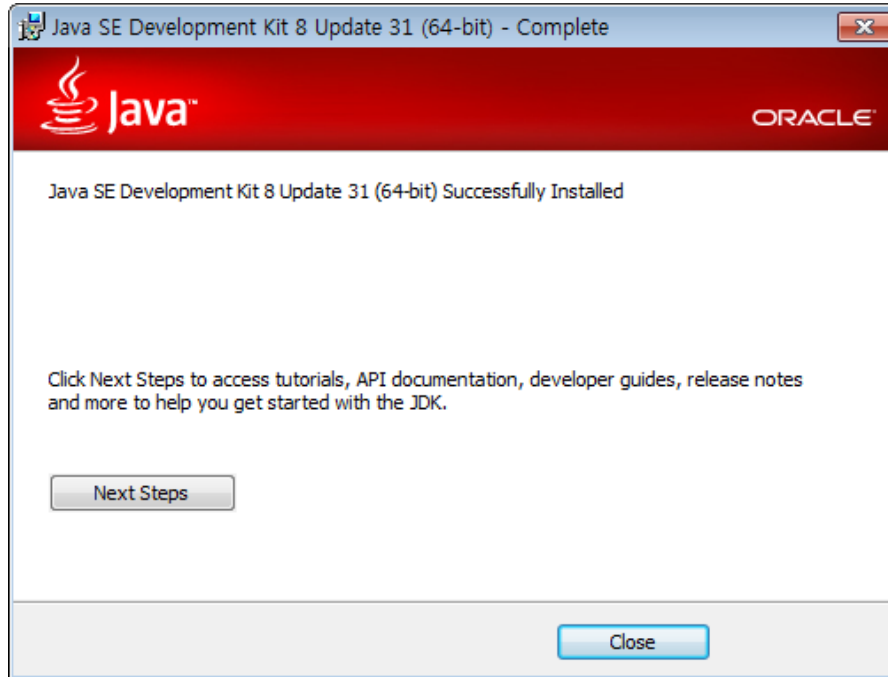 Java SE Development Kit 8 Update 31 (64-bit) - Complete
Java™
ORACLE®
Java SE Development Kit 8 Update 31 (64-bit) Successfully Installed
Click Next Steps to access tutorials, API documentation, developer guides, release notes
and more to help you get started with the JDK.
Next Steps
Close